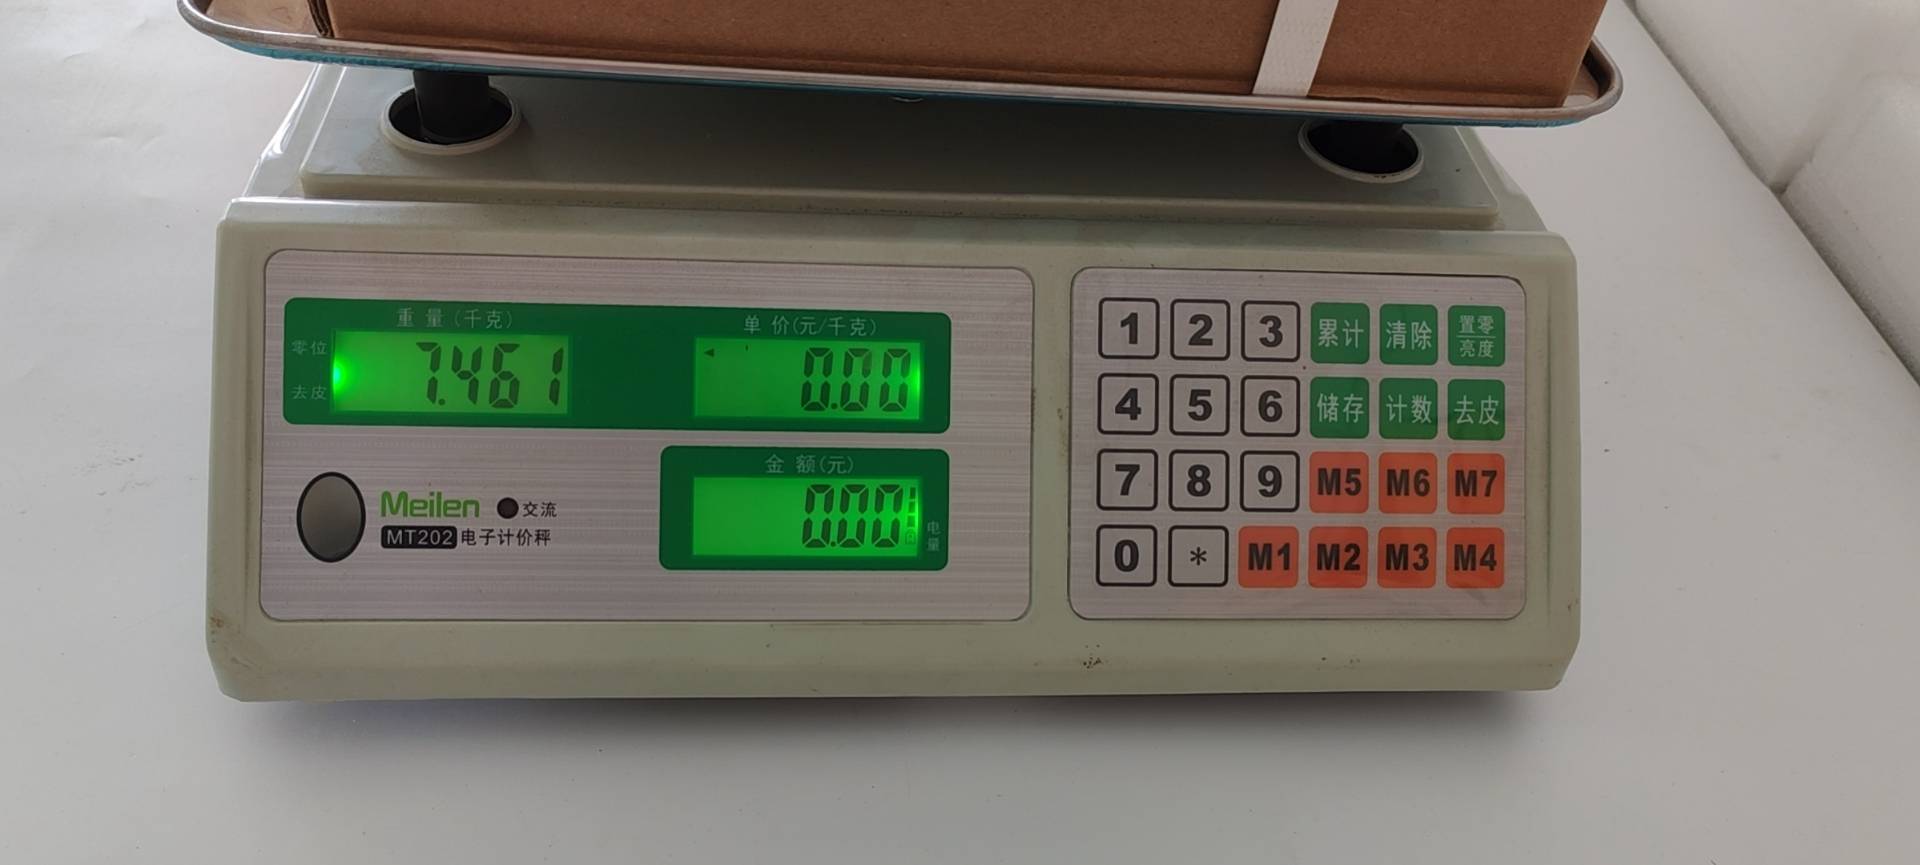 重量(千克)
单价(元/千克)
零位
7.461
0.00
去皮
金额(元)
0.00
电量
Meilen 交流
MT202 电子计价秤
1 2 3 累计 清除 置零 亮度
4 5 6 储存 计数 去皮
7 8 9 M5 M6 M7
0 * M1 M2 M3 M4